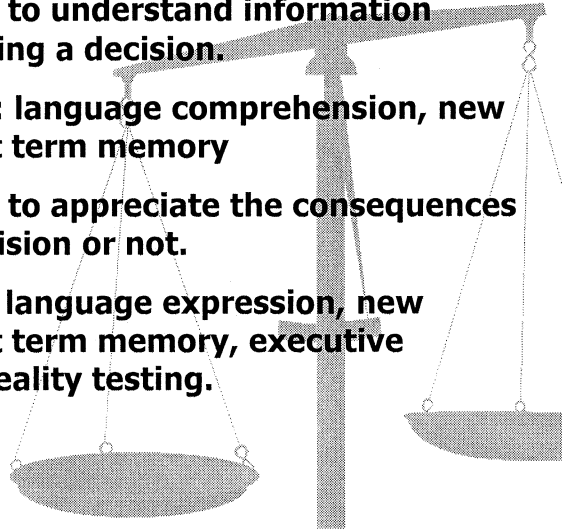 to understand information
ing a decision.
: language comprehension, new
t term memory
to appreciate the consequences
ision or not.
language expression, new
t term memory, executive
eality testing.